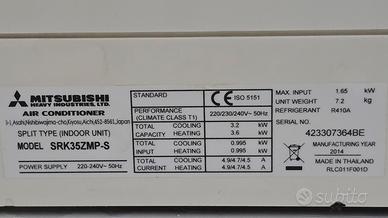 MITSUBISHI
HEAVY INDUSTRIES, LTD.
AIR CONDITIONER
SPLIT TYPE (INDOOR UNIT)
MODEL SRK35ZMP-S
POWER SUPPLY 220-240V~ 50Hz
STANDARD CE ISO 5151
PERFORMANCE (CLIMATE CLASS T1) 220/230/240V~ 50Hz
TOTAL CAPACITY COOLING 3.2 kW
HEATING 3.6 kW
TOTAL INPUT COOLING 0.995 kW
HEATING 0.995 kW
CURRENT COOLING 4.9/4.7/4.5 A
HEATING 4.9/4.7/4.5 A
MAX. INPUT 1.65 kW
UNIT WEIGHT 7.2 kg
REFRIGERANT R410A
423307364BE
MANUFACTURING YEAR
2014
MADE IN THAILAND
RLC011F001D
subito